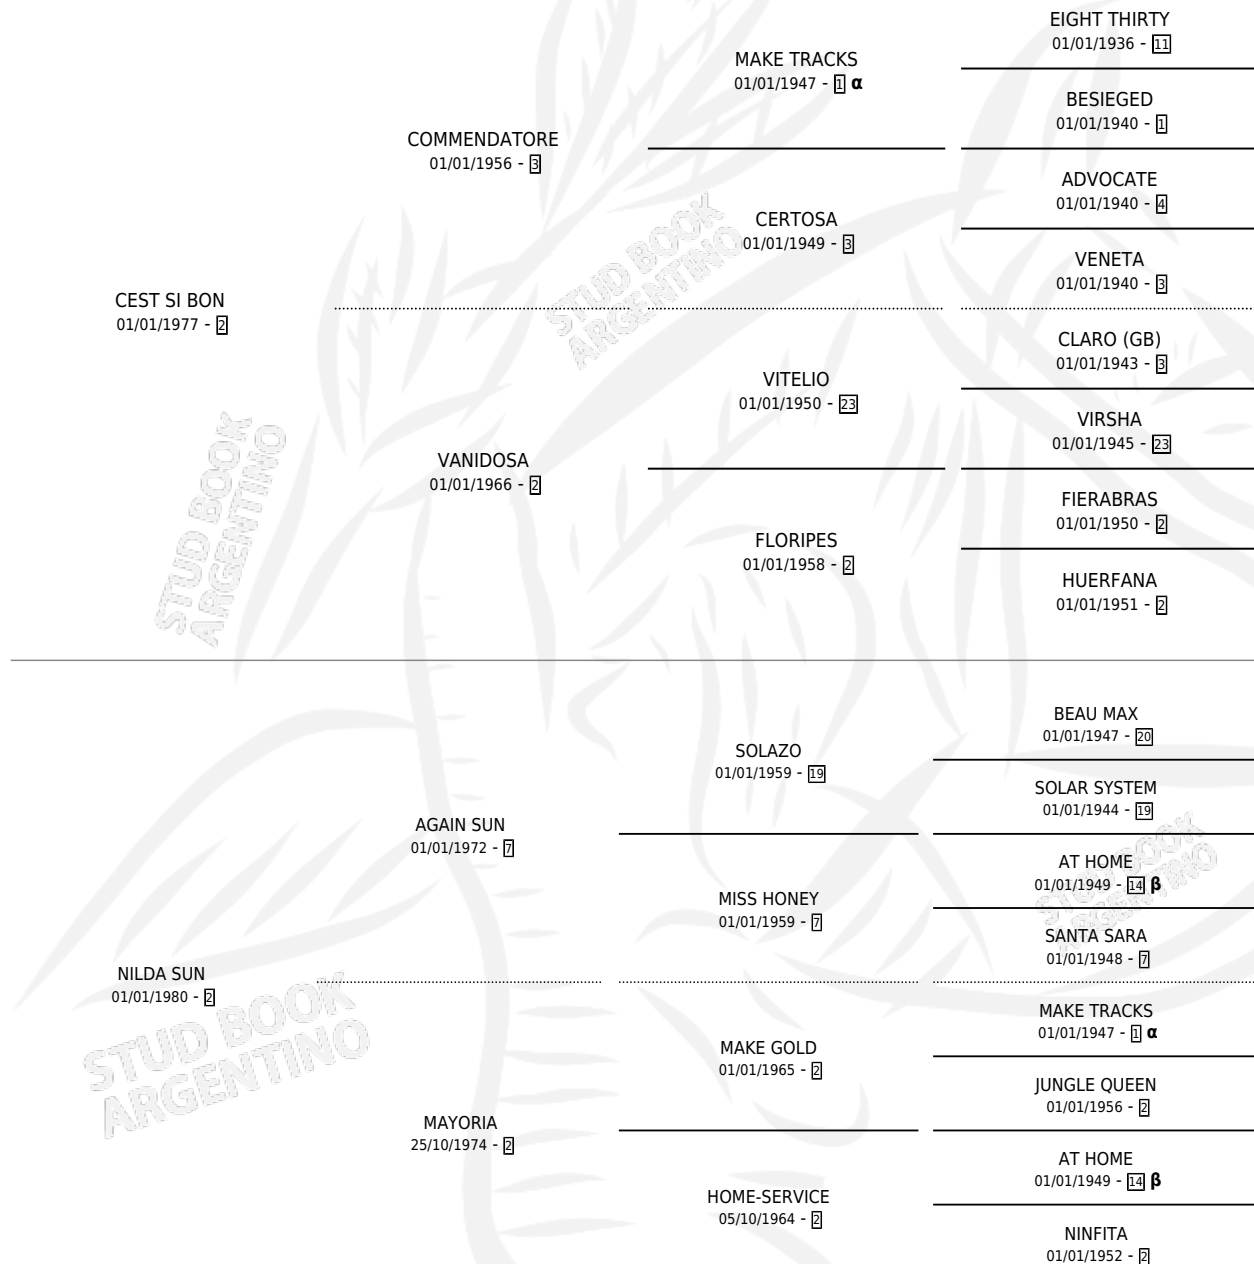 EIGHT THIRTY
01/01/1936 - 11
MAKE TRACKS
01/01/1947 - 1 α
BESIEGED
01/01/1940 - 1
COMMENDATORE
01/01/1956 - 3
ADVOCATE
01/01/1940 - 4
CERTOSA
01/01/1949 - 3
VENETA
01/01/1940 - 3
CEST SI BON
01/01/1977 - 2
CLARO (GB)
01/01/1943 - 3
VITELIO
01/01/1950 - 23
VIRSHA
01/01/1945 - 23
VANIDOSA
01/01/1966 - 2
FIERABRAS
01/01/1950 - 2
FLORIPES
01/01/1958 - 2
HUERFANA
01/01/1951 - 2
STUD BOOK
ARGENTINO
STUD BOOK
ARGENTINO
BEAU MAX
01/01/1947 - 20
SOLAZO
01/01/1959 - 19
SOLAR SYSTEM
01/01/1944 - 19
AGAIN SUN
01/01/1972 - 7
AT HOME
01/01/1949 - 14 β
MISS HONEY
01/01/1959 - 7
SANTA SARA
01/01/1948 - 7
NILDA SUN
01/01/1980 - 2
MAKE TRACKS
01/01/1947 - 1 α
MAKE GOLD
01/01/1965 - 2
JUNGLE QUEEN
01/01/1956 - 2
MAYORIA
25/10/1974 - 2
AT HOME
01/01/1949 - 14 β
HOME-SERVICE
05/10/1964 - 2
NINFITA
01/01/1952 - 2
STUD BOOK
ARGENTINO
STUD BOOK
ARGENTINO